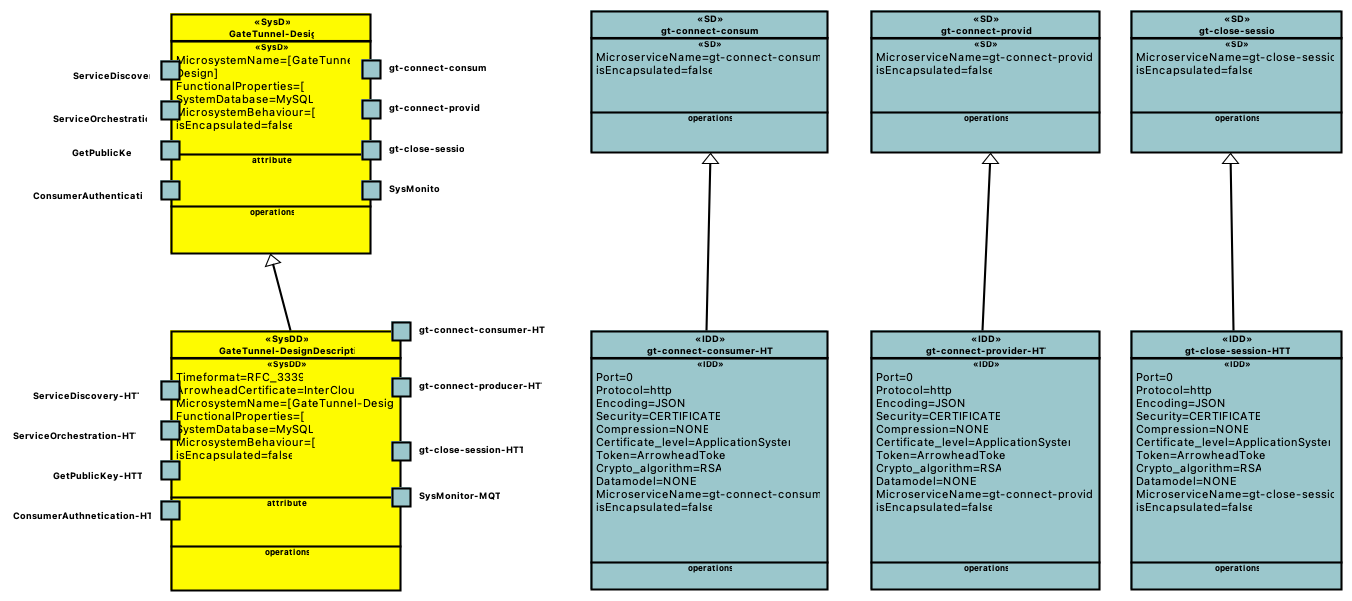 «SysD»
GateTunnel-Desig
«SysD»
MicrosystemName=[GateTunne
Design]
FunctionalProperties=[
SystemDatabase=MySQL
MicrosystemBehaviour=[
isEncapsulated=false
attribute
operations
ServiceDiscover
ServiceOrchestratic
GetPublicKe
ConsumerAuthenticati
gt-connect-consum
gt-connect-provid
gt-close-sessio
SysMonito
«SysDD»
GateTunnel-DesignDescripti
«SysDD»
Timeformat=RFC_3339
ArrowheadCertificate=InterClou
MicrosystemName=[GateTunnel-Desig
FunctionalProperties=[
SystemDatabase=MySQL
MicrosystemBehaviour=[
isEncapsulated=false
attribute
operations
ServiceDiscovery-HT
ServiceOrchestration-HT
GetPublicKey-HTT
ConsumerAuthnetication-HT
gt-connect-consumer-HT
gt-connect-producer-HT
gt-close-session-HTT
SysMonitor-MQT
«SD»
gt-connect-consum
«SD»
MicroserviceName=gt-connect-consum
isEncapsulated=false
operations
«SD»
gt-connect-provid
«SD»
MicroserviceName=gt-connect-provid
isEncapsulated=false
operations
«SD»
gt-close-sessio
«SD»
MicroserviceName=gt-close-sessic
isEncapsulated=false
operations
«IDD»
gt-connect-consumer-HT
«IDD»
Port=0
Protocol=http
Encoding=JSON
Security=CERTIFICATE
Compression=NONE
Certificate_level=ApplicationSyster
Token=ArrowheadToke
Crypto_algorithm=RSA
Datamodel=NONE
MicroserviceName=gt-connect-consum
isEncapsulated=false
operations
«IDD»
gt-connect-provider-HT
«IDD»
Port=0
Protocol=http
Encoding=JSON
Security=CERTIFICATE
Compression=NONE
Certificate_level=ApplicationSyster
Token=ArrowheadToke
Crypto_algorithm=RSA
Datamodel=NONE
MicroserviceName=gt-connect-provid
isEncapsulated=false
operations
«IDD»
gt-close-session-HTT
«IDD»
Port=0
Protocol=http
Encoding=JSON
Security=CERTIFICATE
Compression=NONE
Certificate_level=ApplicationSyster
Token=ArrowheadToke
Crypto_algorithm=RSA
Datamodel=NONE
MicroserviceName=gt-close-sessic
isEncapsulated=false
operations